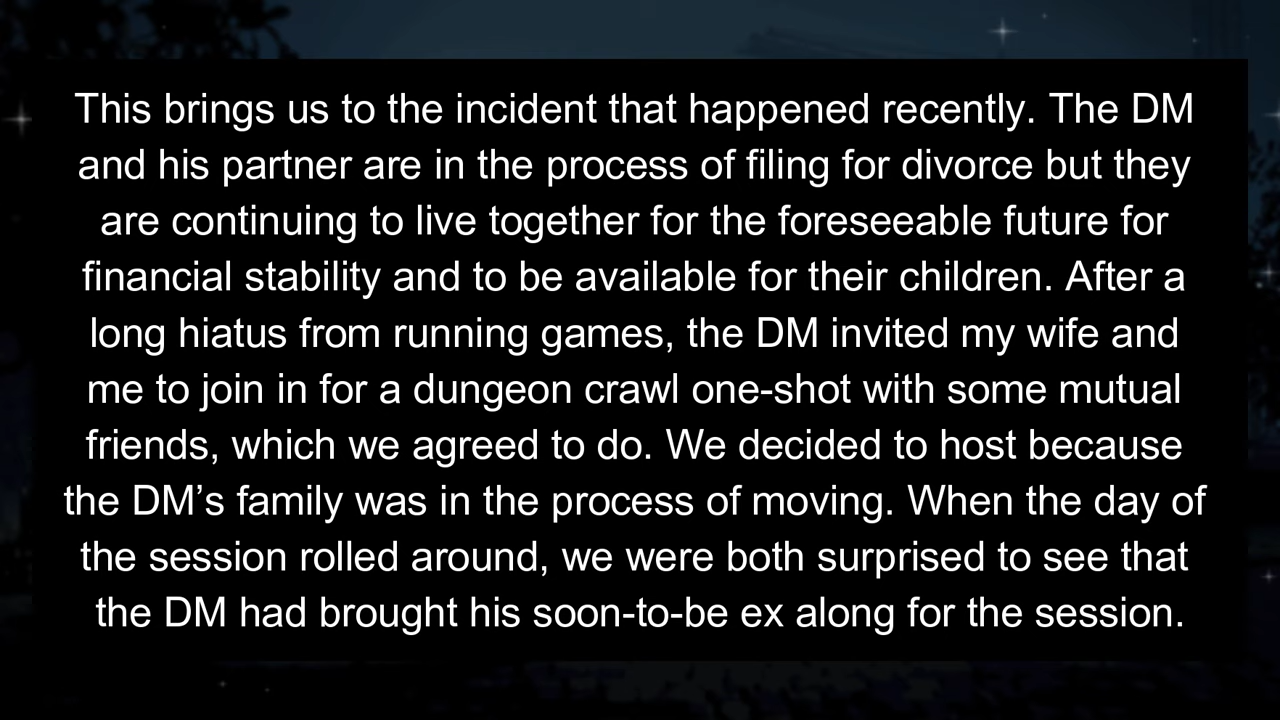 This brings us to the incident that happened recently. The DM
and his partner are in the process of filing for divorce but they
are continuing to live together for the foreseeable future for
financial stability and to be available for their children. After a
long hiatus from running games, the DM invited my wife and
me to join in for a dungeon crawl one-shot with some mutual
friends, which we agreed to do. We decided to host because
the DM’s family was in the process of moving. When the day of
the session rolled around, we were both surprised to see that
the DM had brought his soon-to-be ex along for the session.